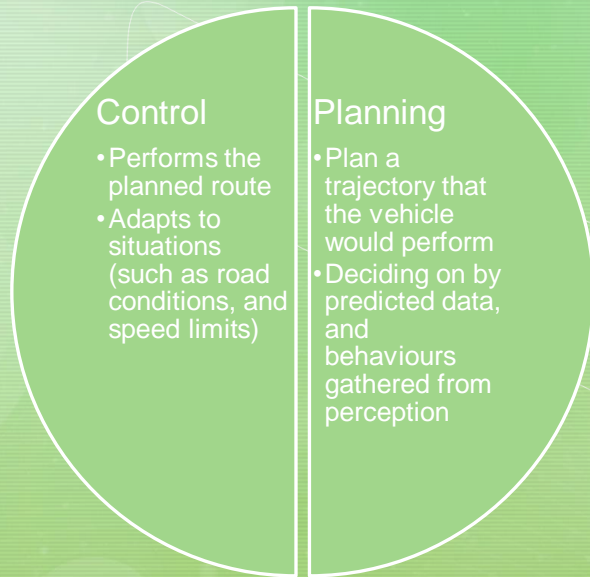 Control
•Performs the
planned route
•Adapts to
situations
(such as road
conditions, and
speed limits)
Planning
•Plan a
trajectory that
the vehicle
would perform
•Deciding on by
predicted data,
and
behaviours
gathered from
perception